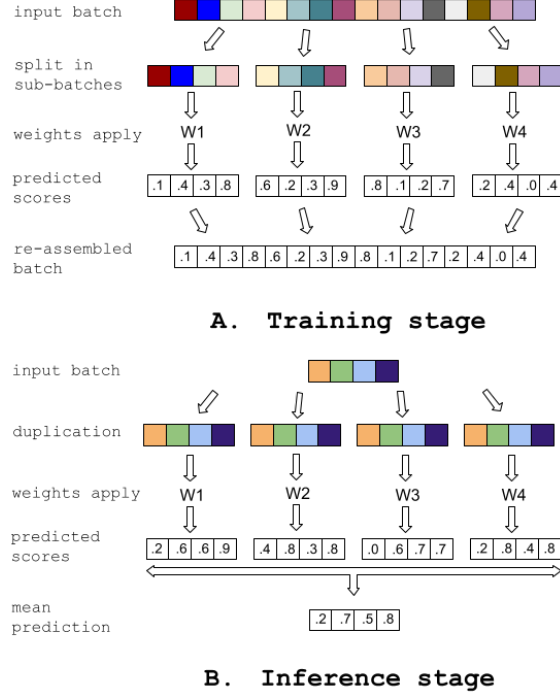 input batch
split in
sub-batches
weights apply W1 W2 W3 W4
predicted
scores
.1 .4 .3 .8 .6 .2 .3 .9 .8 .1 .2 .7 .2 .4 .0 .4
re-assembled
batch
.1 .4 .3 .8 .6 .2 .3 .9 .8 .1 .2 .7 .2 .4 .0 .4
A. Training stage
input batch
duplication
weights apply W1 W2 W3 W4
predicted
scores
.2 .6 .6 .9 .4 .8 .3 .8 .0 .6 .7 .7 .2 .8 .4 .8
mean
prediction
.2 .7 .5 .8
B. Inference stage